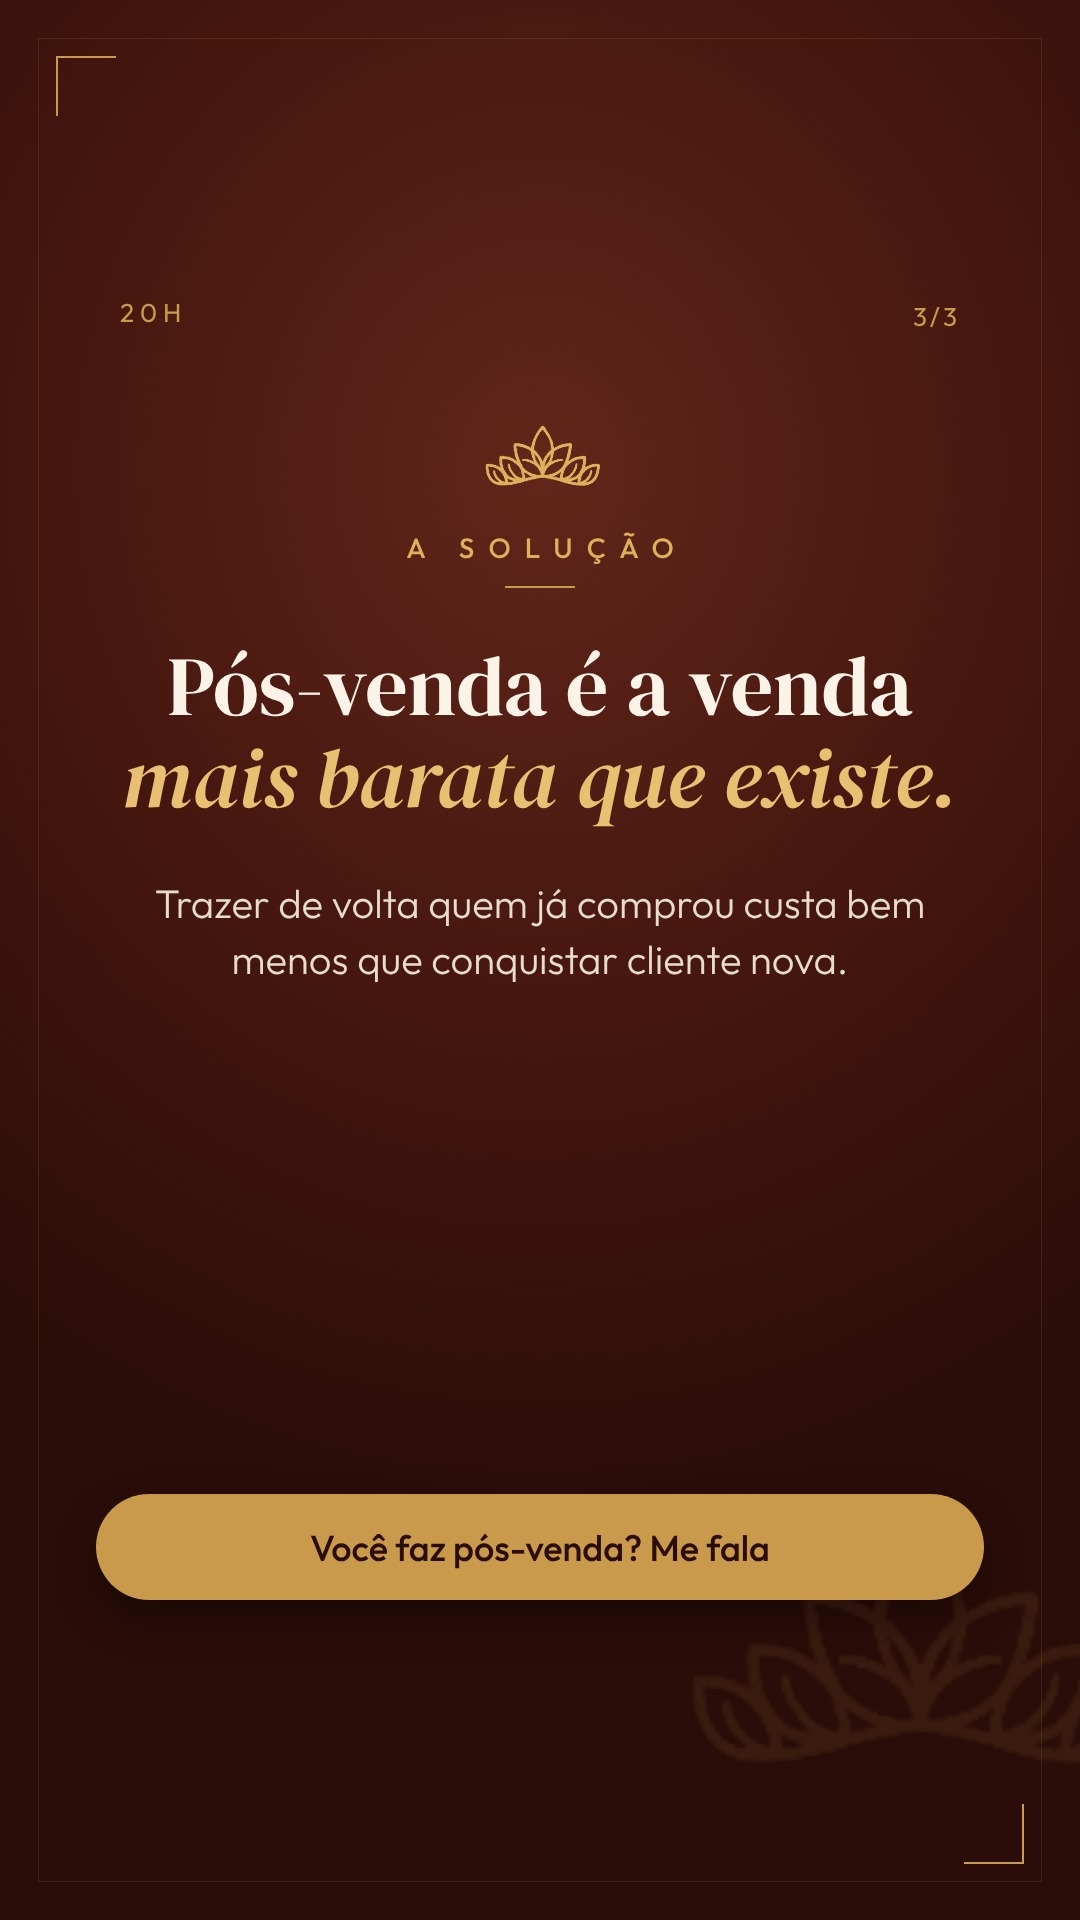 20H
3/3
A SOLUÇÃO
Pós-venda é a venda
mais barata que existe.
Trazer de volta quem já comprou custa bem
menos que conquistar cliente nova.
Você faz pós-venda? Me fala